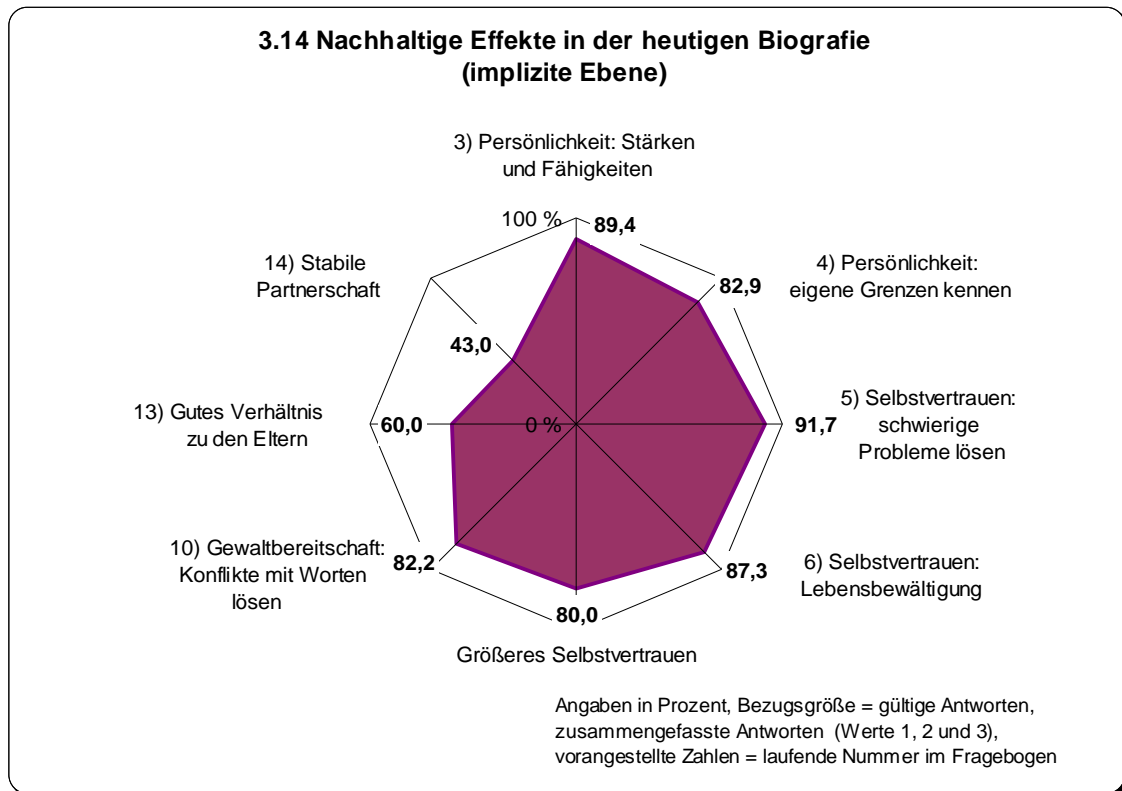 3.14 Nachhaltige Effekte in der heutigen Biografie
(implizite Ebene)
3) Persönlichkeit: Stärken
und Fähigkeiten
100 %
89,4
4) Persönlichkeit:
eigene Grenzen kennen
82,9
5) Selbstvertrauen:
schwierige
Probleme lösen
91,7
6) Selbstvertrauen:
Lebensbewältigung
87,3
80,0
Größeres Selbstvertrauen
10) Gewaltbereitschaft:
Konflikte mit Worten
lösen
82,2
13) Gutes Verhältnis
zu den Eltern
60,0
0 %
14) Stabile
Partnerschaft
43,0
Angaben in Prozent, Bezugsgröße = gültige Antworten,
zusammengefasste Antworten (Werte 1, 2 und 3),
vorangestellte Zahlen = laufende Nummer im Fragebogen